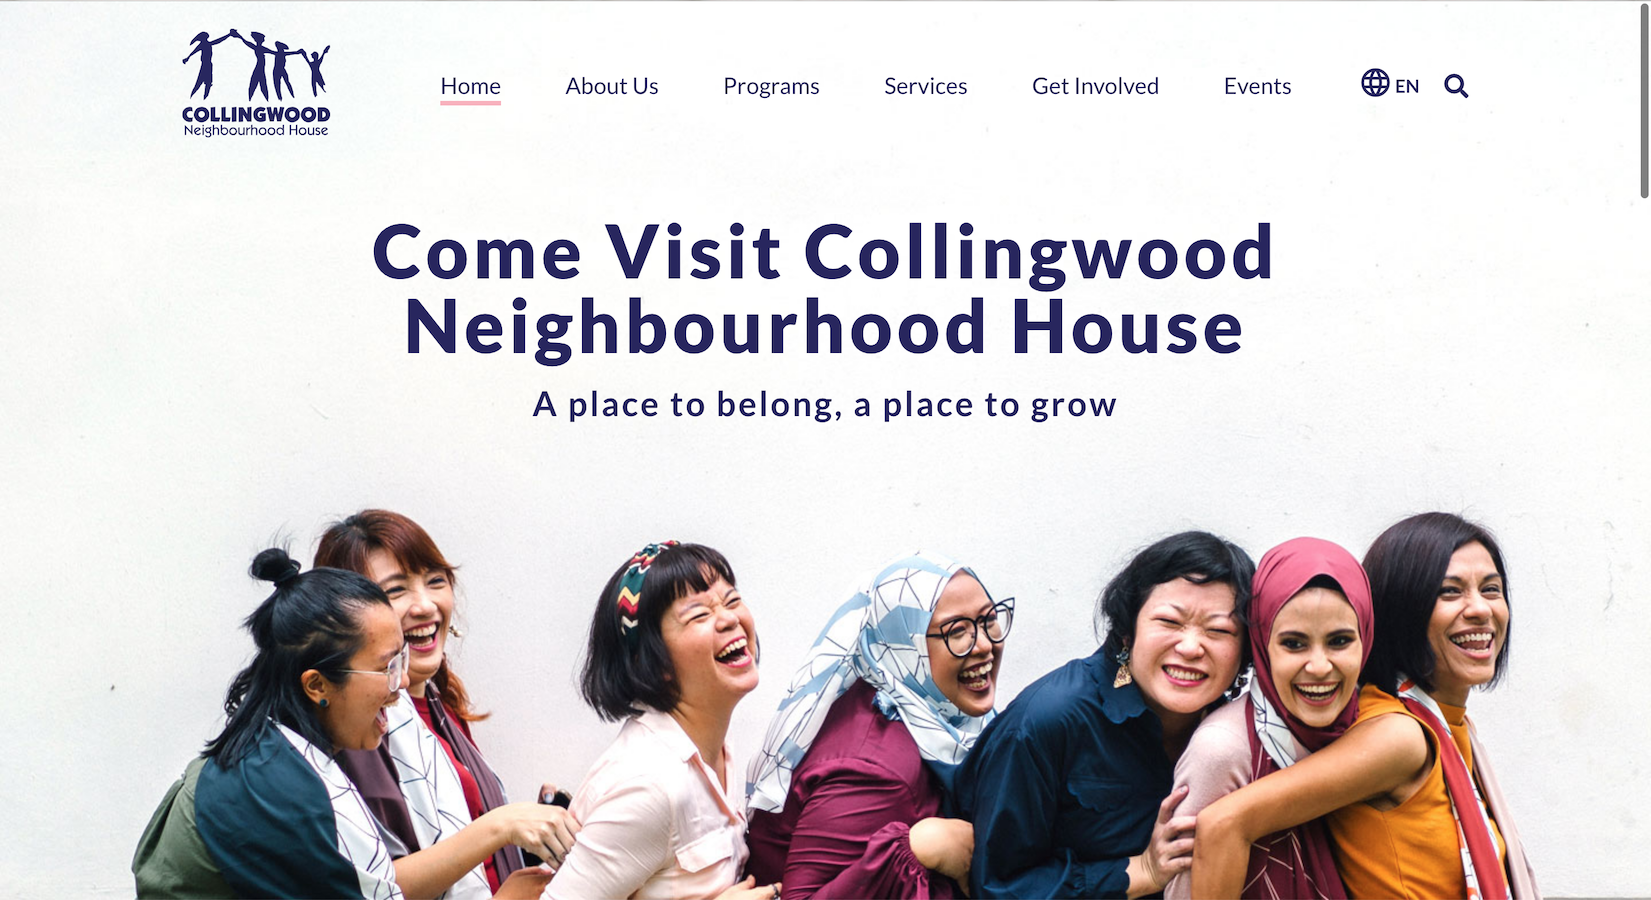 COLLINGWOOD
Neighbourhood House
Home
About Us
Programs
Services
Get Involved
Events
EN
Come Visit Collingwood
Neighbourhood House
A place to belong, a place to grow